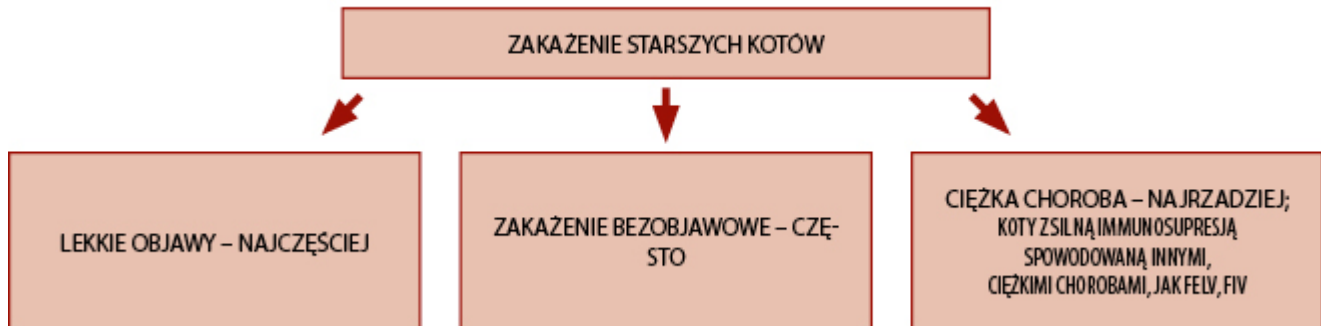 ZAKAŻENIE STARSZYCH KOTÓW
LEKKIE OBJAWY – NAJCZĘŚCIEJ
ZAKAŻENIE BEZOBJAWOWE – CZĘ-
STO
CIĘŻKA CHOROBA – NAJRZADZIEJ;
KOTY ZSILNĄ IMMUNOSUPRESJĄ
SPOWODOWANĄ INNYMI,
CIĘŻKIMI CHOROBAMI, JAK FELV, FIV